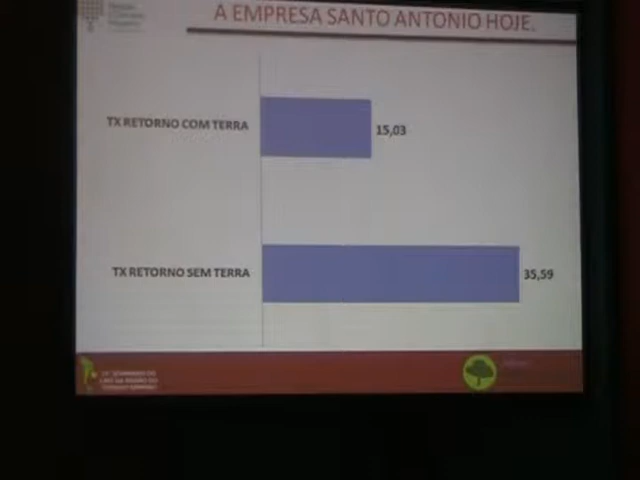 A EMPRESA SANTO ANTONIO HOJE.
TX RETORNO COM TERRA
15,03
TX RETORNO SEM TERRA
35,59